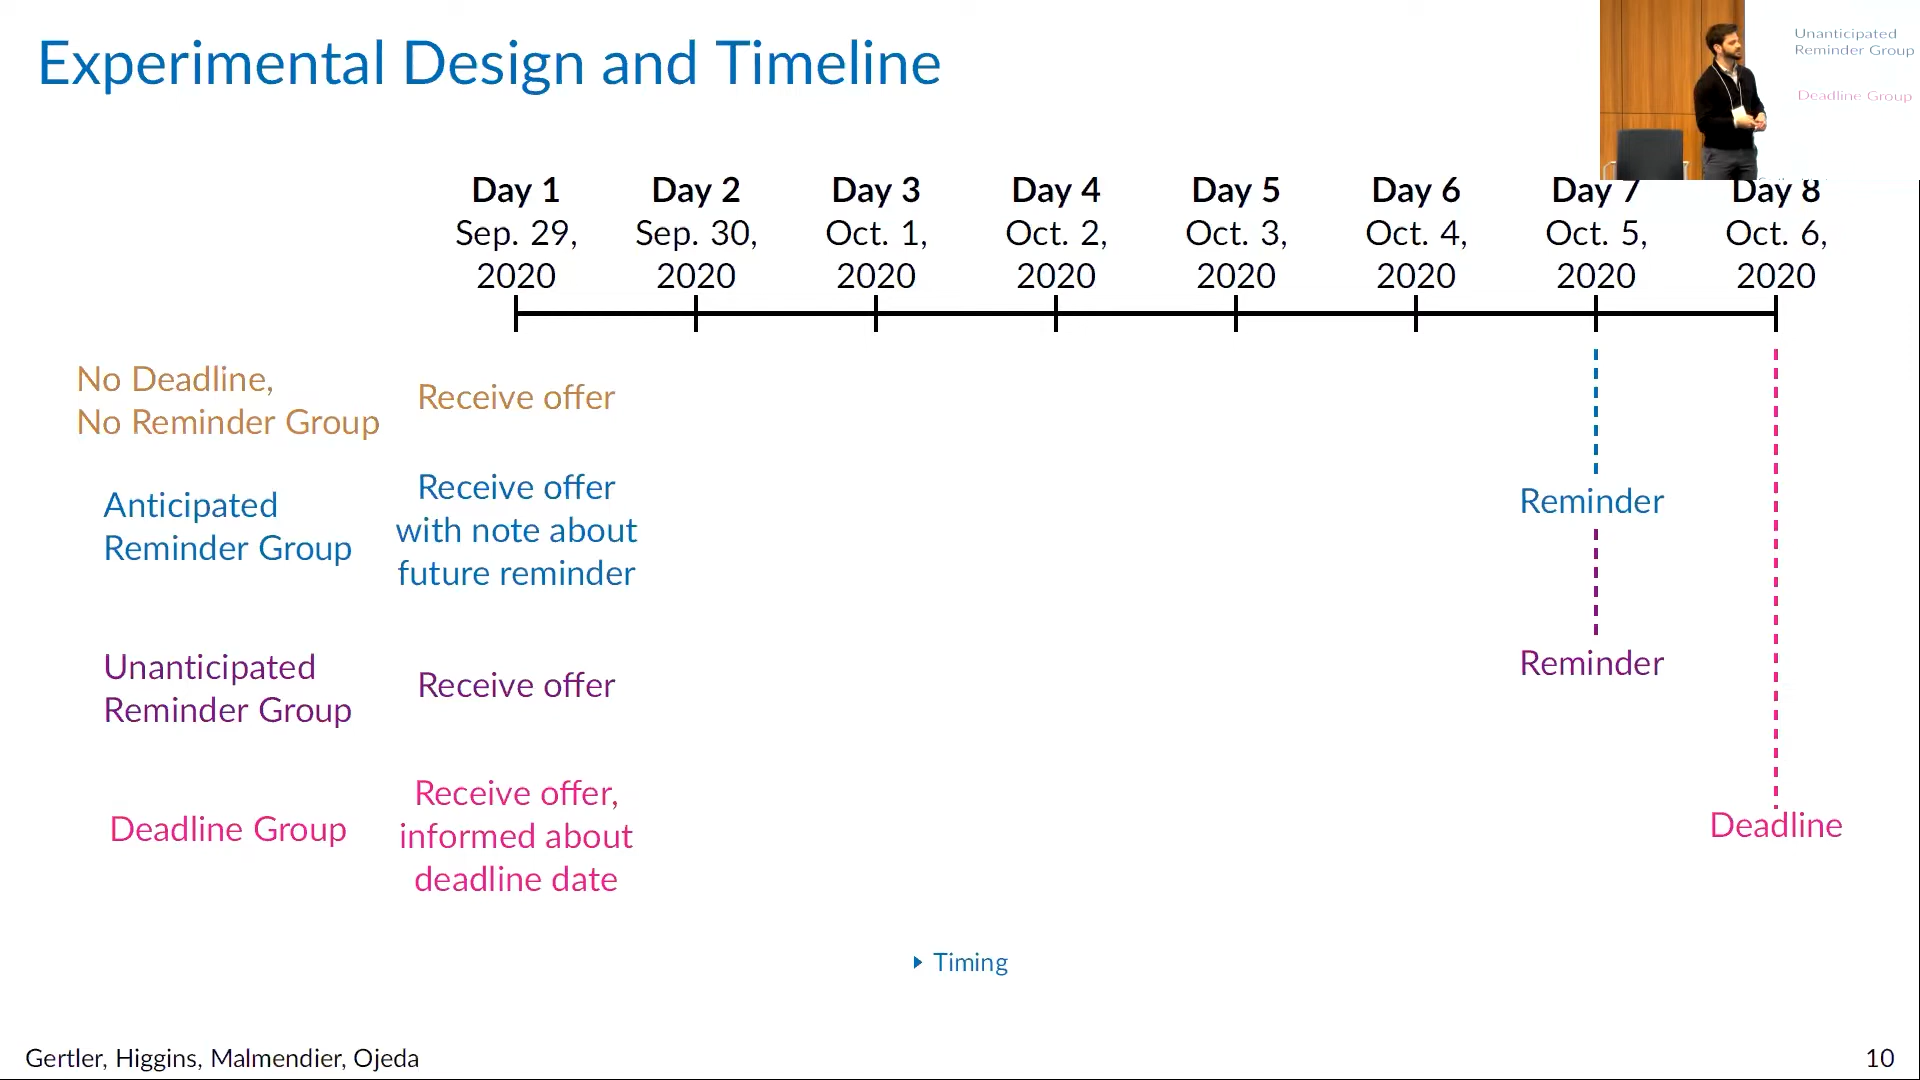 Experimental Design and Timeline
Unanticipated
Reminder Group
Deadline Group
Day 1
Sep. 29,
2020
Day 2
Sep. 30,
2020
Day 3
Oct. 1,
2020
Day 4
Oct. 2,
2020
Day 5
Oct. 3,
2020
Day 6
Oct. 4,
2020
Day 7
Oct. 5,
2020
Day 8
Oct. 6,
2020
No Deadline,
No Reminder Group
Receive offer
Anticipated
Reminder Group
Receive offer
with note about
future reminder
Reminder
Unanticipated
Reminder Group
Receive offer
Reminder
Deadline Group
Receive offer,
informed about
deadline date
Deadline
Timing
Gertler, Higgins, Malmendier, Ojeda
10